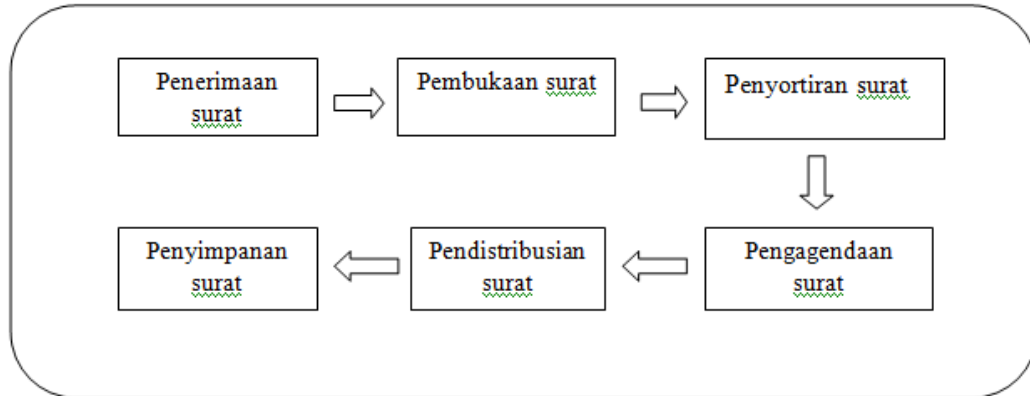 Penerimaan
surat
Pembukaan surat
Penyortiran surat
Pengagendaan
surat
Pendistribusian
surat
Penyimpanan
surat